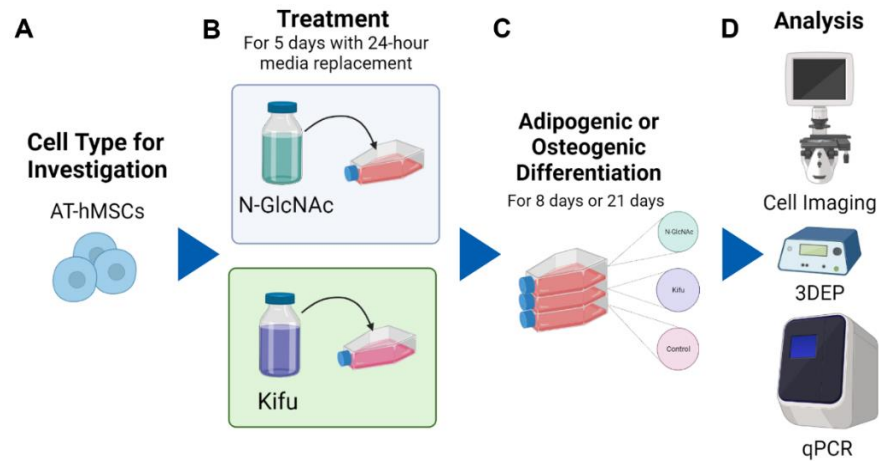 A
Cell Type for
Investigation
AT-hMSCs
B
Treatment
For 5 days with 24-hour
media replacement
N-GlcNAc
Kifu
C
Adipogenic or
Osteogenic
Differentiation
For 8 days or 21 days
N-GlcNAc
Kifu
Control
D
Analysis
Cell Imaging
3DEP
qPCR